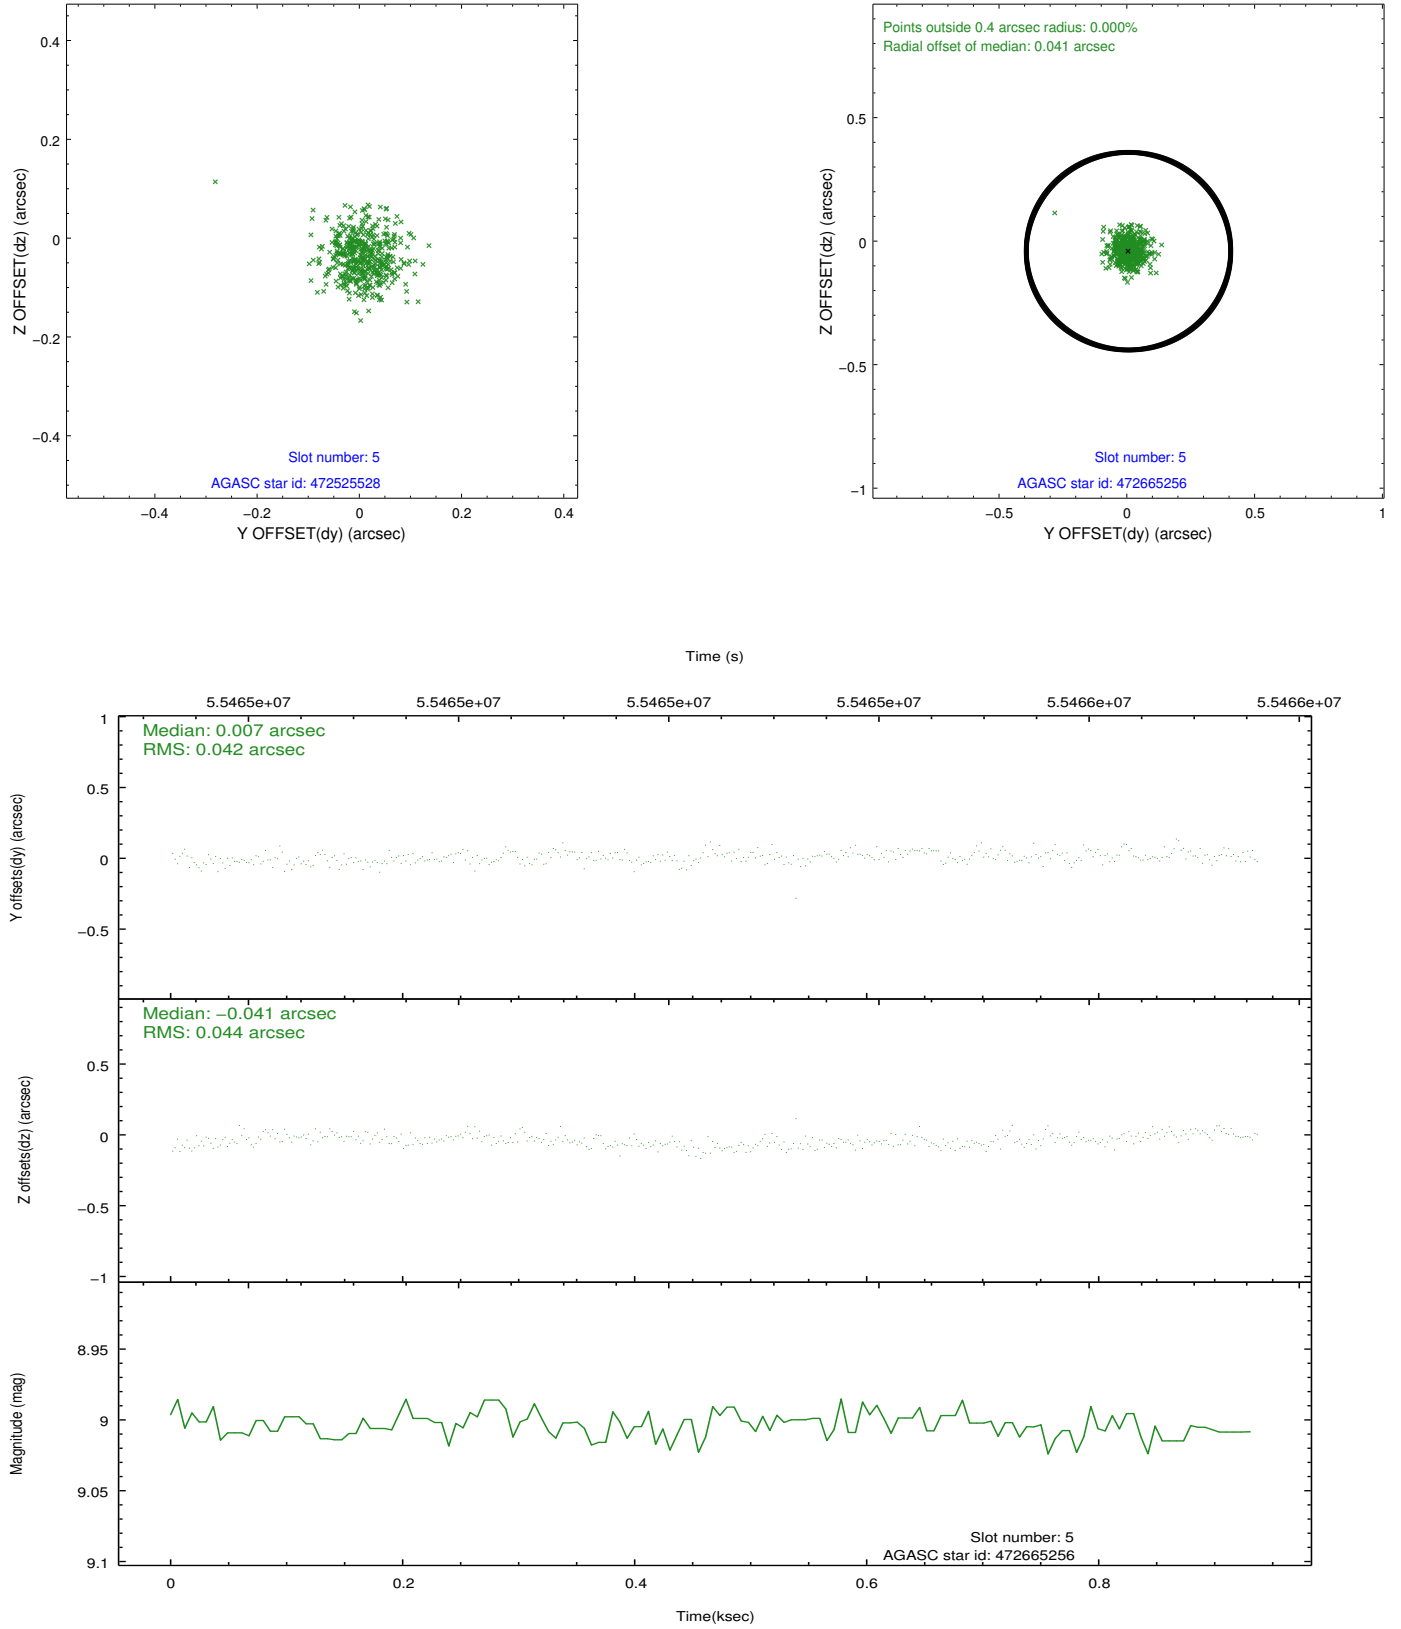 0.4
0.2
0
−0.2
−0.4
Z OFFSET(dz) (arcsec)
Slot number: 5
AGASC star id: 472525528
−0.4
−0.2
0
0.2
0.4
Y OFFSET(dy) (arcsec)
Points outside 0.4 arcsec radius: 0.000%
Radial offset of median: 0.041 arcsec
0.5
0
−0.5
−1
Z OFFSET(dz) (arcsec)
Slot number: 5
AGASC star id: 472665256
−0.5
0
0.5
1
Y OFFSET(dy) (arcsec)
Time (s)
5.5465e+07
5.5465e+07
5.5465e+07
5.5465e+07
5.5466e+07
5.5466e+07
Median: 0.007 arcsec
RMS: 0.042 arcsec
1
0.5
0
−0.5
Y offsets(dy) (arcsec)
Median: −0.041 arcsec
RMS: 0.044 arcsec
0.5
0
−0.5
−1
Z offsets(dz) (arcsec)
8.95
9
9.05
9.1
Magnitude (mag)
Slot number: 5
AGASC star id: 472665256
0
0.2
0.4
0.6
0.8
Time(ksec)